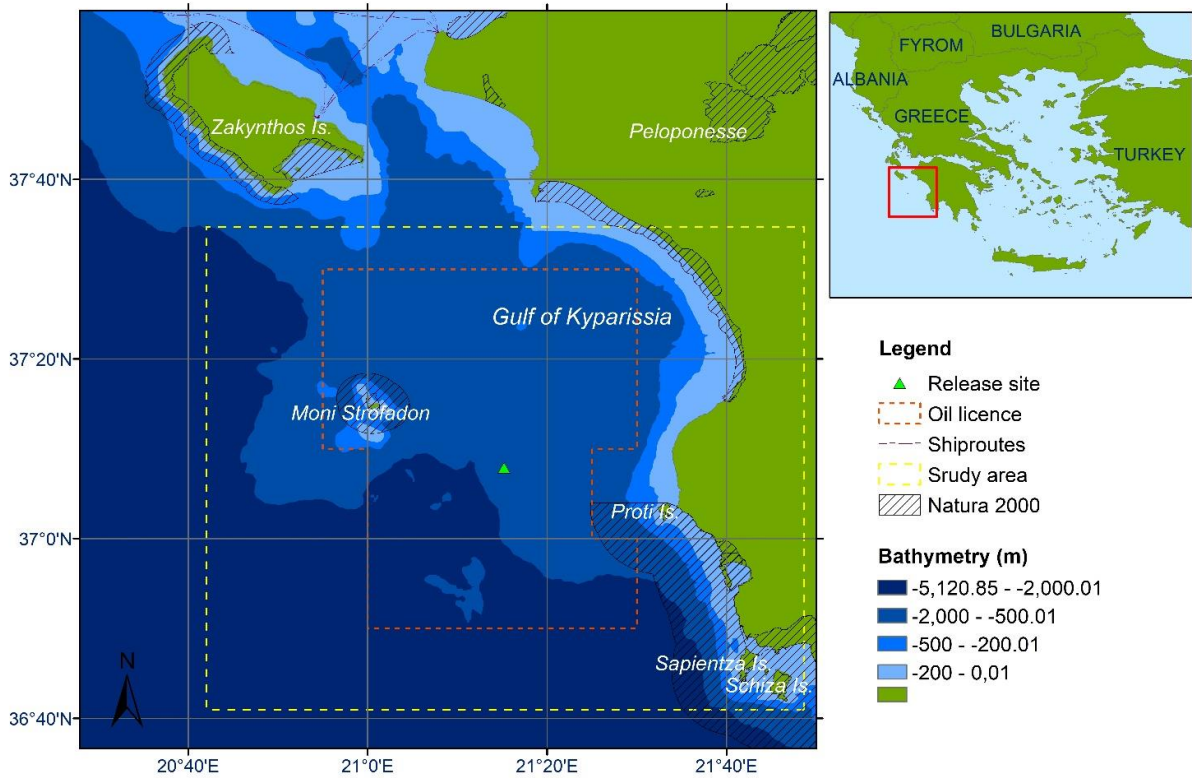 Zakynthos Is.
Peloponesse
Gulf of Kyparissia
Moni Strofadon
Proti Is.
Sapientza Is.
Schiza Is.
N
37°40'N
37°20'N
37°0'N
36°40'N
20°40'E
21°0'E
21°20'E
21°40'E
BULGARIA
FYROM
ALBANIA
GREECE
TURKEY
Legend
Release site
Oil licence
Shiproutes
Srudy area
Natura 2000
Bathymetry (m)
-5,120.85 - -2,000.01
-2,000 - -500.01
-500 - -200.01
-200 - 0,01